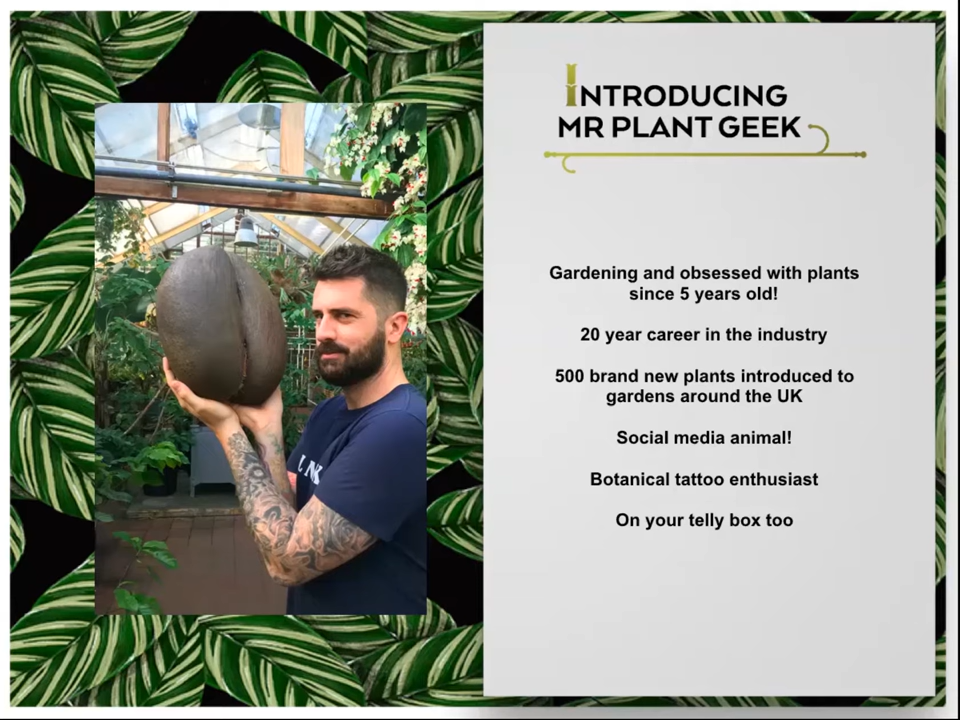 INTRODUCING
MR PLANT GEEK
Gardening and obsessed with plants
since 5 years old!
20 year career in the industry
500 brand new plants introduced to
gardens around the UK
Social media animal!
Botanical tattoo enthusiast
On your telly box too